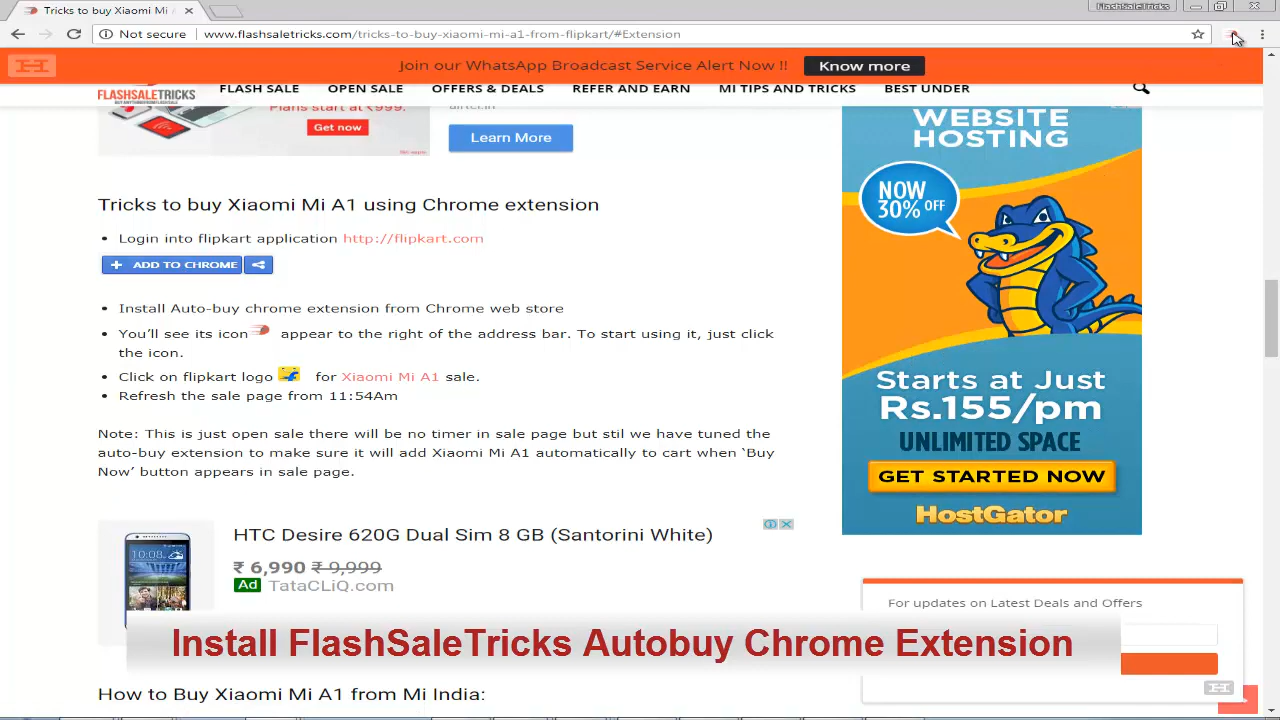 Tricks to buy Xiaomi Mi A1
FlashSaleTricks
Not secure
www.flashsaletricks.com/tricks-to-buy-xiaomi-mi-a1-from-flipkart/#Extension
Join our WhatsApp Broadcast Service Alert Now !!
Know more
FLASHSALETRICKS
FLASH SALE
OPEN SALE
OFFERS & DEALS
REFER AND EARN
MI TIPS AND TRICKS
BEST UNDER
Plans start at ₹999.
airtel.in
Get now
Learn More
WEBSITE
HOSTING
NOW
30% OFF
Tricks to buy Xiaomi Mi A1 using Chrome extension
• Login into flipkart application http://flipkart.com
+ ADD TO CHROME
• Install Auto-buy chrome extension from Chrome web store
• You'll see its icon appear to the right of the address bar. To start using it, just click
the icon.
• Click on flipkart logo for Xiaomi Mi A1 sale.
• Refresh the sale page from 11:54Am
Note: This is just open sale there will be no timer in sale page but stil we have tuned the
auto-buy extension to make sure it will add Xiaomi Mi A1 automatically to cart when ‘Buy
Now’ button appears in sale page.
Starts at Just
Rs.155/pm
UNLIMITED SPACE
GET STARTED NOW
HostGator
HTC Desire 620G Dual Sim 8 GB (Santorini White)
₹ 6,990 ₹ 9,999
Ad TataCLiQ.com
10:08
For updates on Latest Deals and Offers
Install FlashSaleTricks Autobuy Chrome Extension
How to Buy Xiaomi Mi A1 from Mi India: